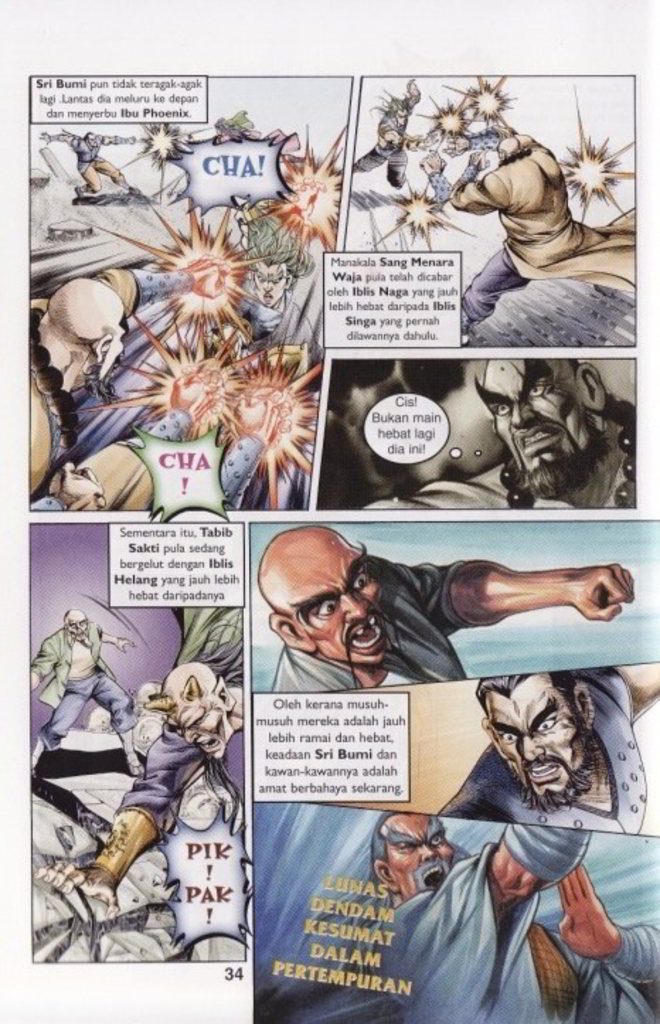 Sri Bumi pun tidak teragak-agak
lagi .Lantas dia meluru ke depan
dan menyerbu Ibu Phoenix.
CHA!
Manakala Sang Menara
Waja pula telah dicabar
oleh Iblis Naga yang jauh
lebih hebat daripada Iblis
Singa yang pernah
dilawannya dahulu.
Cis!
Bukan main
hebat lagi
dia ini!
CHA
!
Sementara itu, Tabib
Sakti pula sedang
bergelut dengan Iblis
Helang yang jauh lebih
hebat daripadanya
Oleh kerana musuh-
musuh mereka adalah jauh
lebih ramai dan hebat,
keadaan Sri Bumi dan
kawan-kawannya adalah
amat berbahaya sekarang.
PIK
!
PAK
!
LUNAS
DENDAM
KESUMAT
DALAM
PERTEMPURAN
34